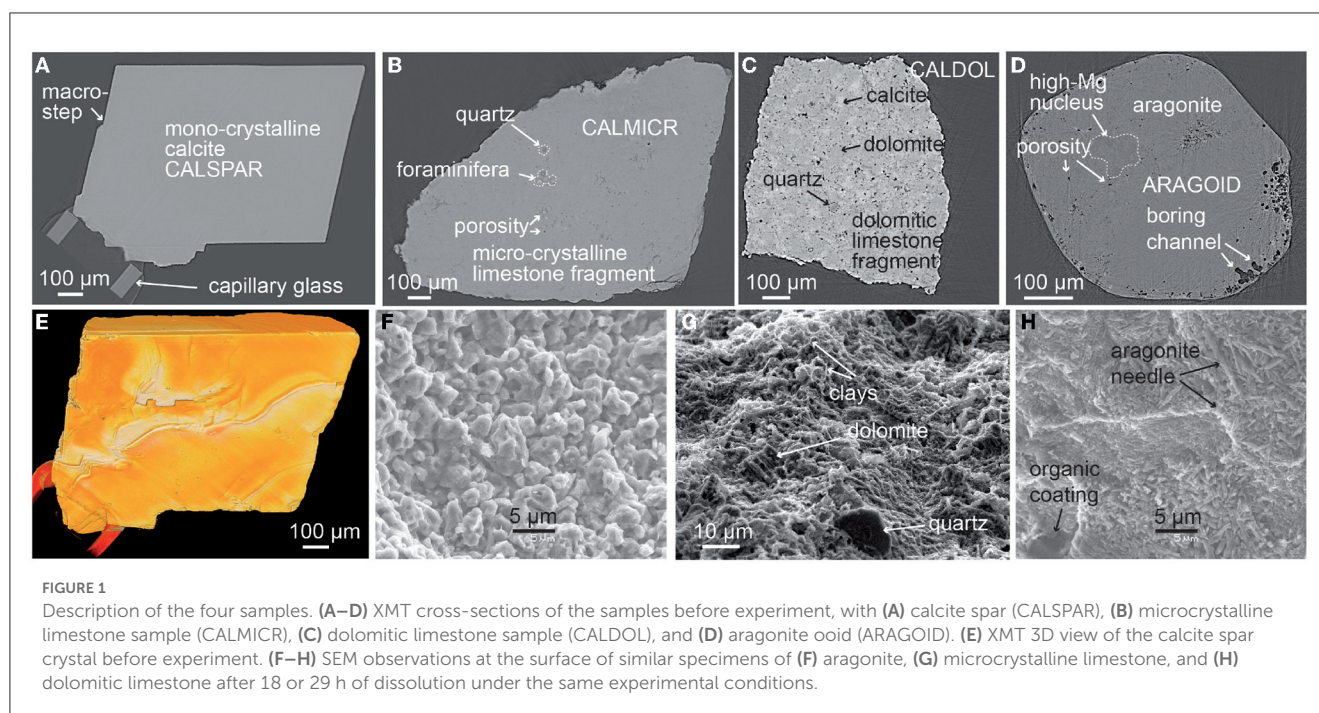 A
macro-
step
mono-crystalline
calcite
CALSPAR
100 µm
capillary glass
B
quartz
CALMICR
foraminifera
porosity
micro-crystalline
limestone fragment
100 µm
C
CALDOL
calcite
dolomite
quartz
dolomitic
limestone
fragment
100 µm
D
high-Mg
nucleus
aragonite
porosity
ARAGOID
boring
channel
100 µm
E
100 µm
F
5 µm
5 µm
G
clays
dolomite
quartz
10 µm
H
aragonite
needle
organic
coating
5 µm
5 µm
FIGURE 1
Description of the four samples. (A–D) XMT cross-sections of the samples before experiment, with (A) calcite spar (CALSPAR), (B) microcrystalline
limestone sample (CALMICR), (C) dolomitic limestone sample (CALDOL), and (D) aragonite ooid (ARAGOID). (E) XMT 3D view of the calcite spar
crystal before experiment. (F–H) SEM observations at the surface of similar specimens of (F) aragonite, (G) microcrystalline limestone, and (H)
dolomitic limestone after 18 or 29 h of dissolution under the same experimental conditions.